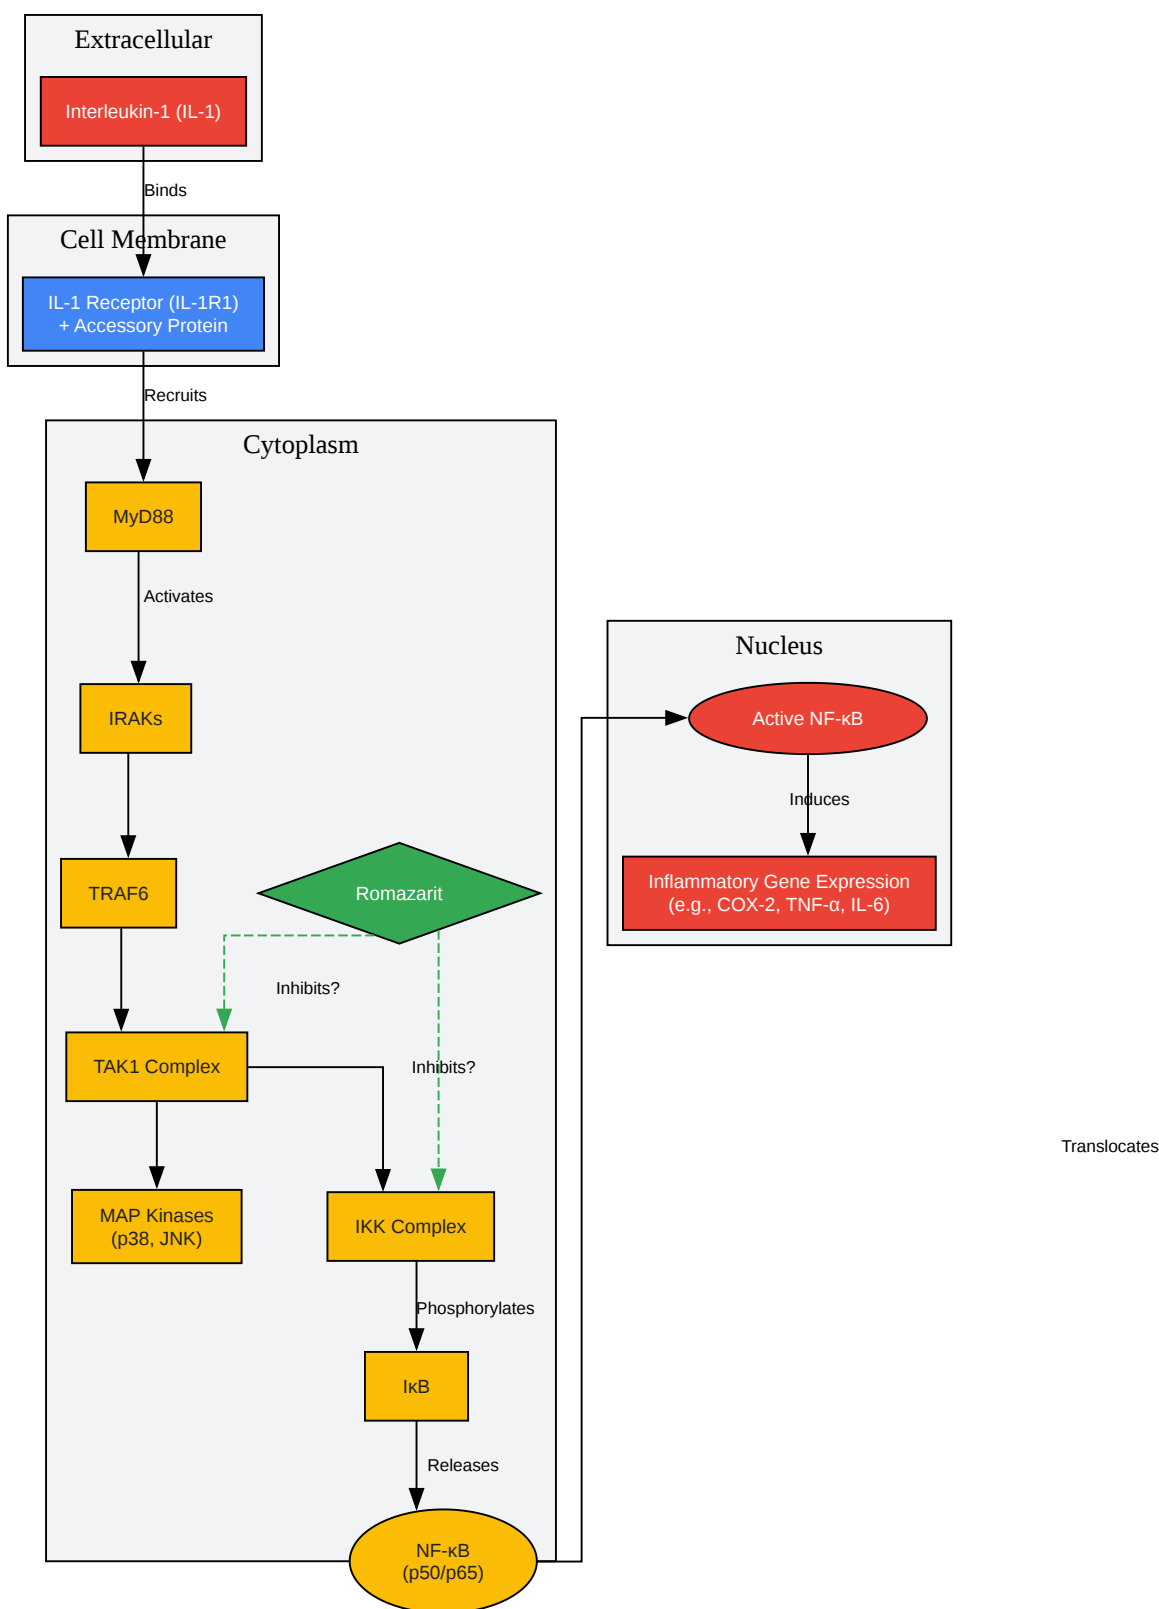 Extracellular
Interleukin-1 (IL-1)
Binds
Cell Membrane
IL-1 Receptor (IL-1R1)
+ Accessory Protein
Recruits
Cytoplasm
MyD88
Activates
IRAKs
TRAF6
Romazarit
Inhibits?
TAK1 Complex
Inhibits?
MAP Kinases
(p38, JNK)
IKK Complex
Phosphorylates
IκB
Releases
NF-κB
(p50/p65)
Translocates
Nucleus
Active NF-κB
Induces
Inflammatory Gene Expression
(e.g., COX-2, TNF-α, IL-6)